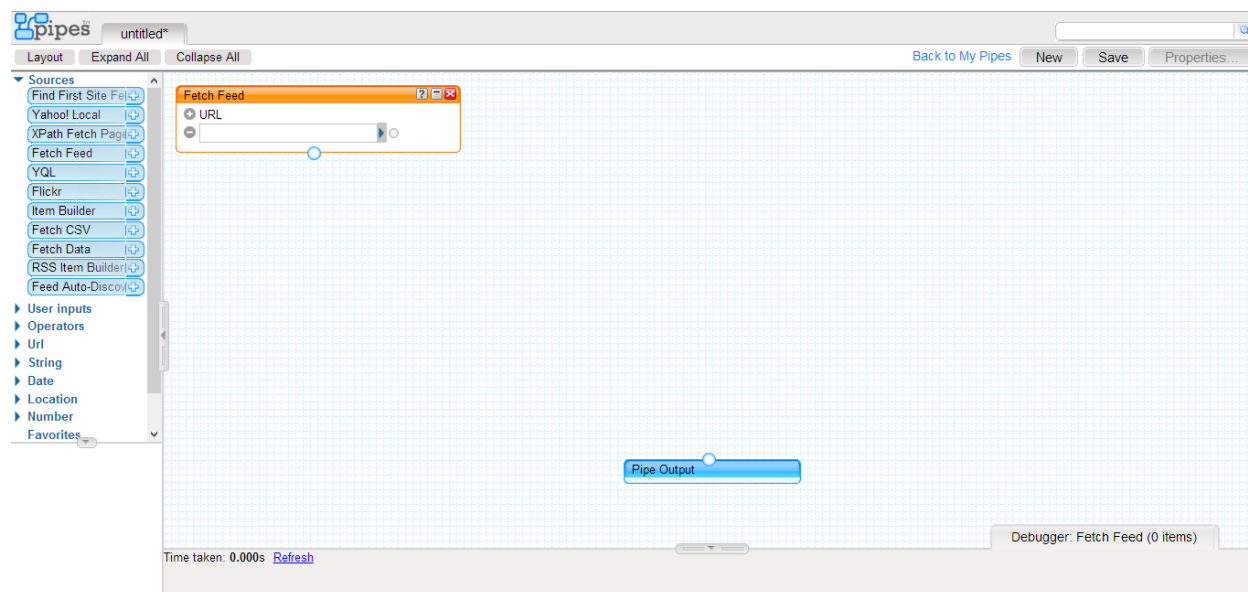 pipes
untitled*
Layout Expand All Collapse All
Back to My Pipes New Save Properties...
Sources
Find First Site Fe
Yahoo! Local
XPath Fetch Page
Fetch Feed
YQL
Flickr
Item Builder
Fetch CSV
Fetch Data
RSS Item Builder
Feed Auto-Discov
User inputs
Operators
Url
String
Date
Location
Number
Favorites
Fetch Feed
URL
Pipe Output
Debugger: Fetch Feed (0 items)
Time taken: 0.000s Refresh